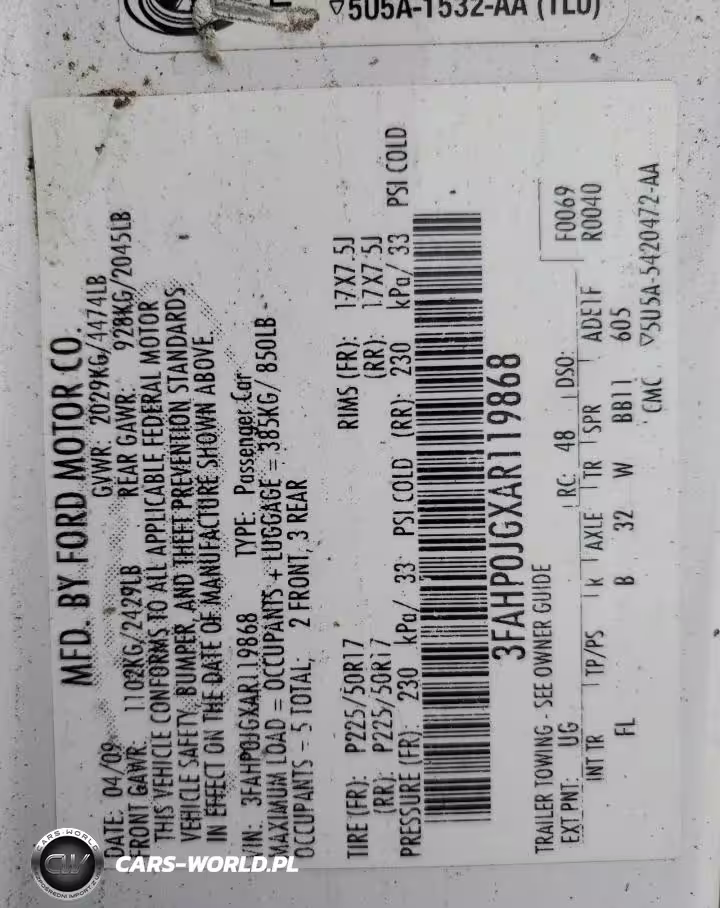 5U5A-1532-AA (TLU)
MFD. BY FORD MOTOR CO.
DATE: 04/09 GVWR: 2029KG/4474LB
FRONT GAWR: 1102KG/2429LB REAR GAWR: 928KG/2045LB
THIS VEHICLE CONFORMS TO ALL APPLICABLE FEDERAL MOTOR
VEHICLE SAFETY, BUMPER, AND THEFT PREVENTION STANDARDS
IN EFFECT ON THE DATE OF MANUFACTURE SHOWN ABOVE.
VIN: 3FAHP0JGXAR119868 TYPE: Passenger Car
MAXIMUM LOAD = OCCUPANTS + LUGGAGE = 385KG/ 850LB
OCCUPANTS = 5 TOTAL, 2 FRONT, 3 REAR
TIRE (FR): P225/50R17 RIMS (FR): 17X7.5J
(RR): P225/50R17 (RR): 17X7.5J
PRESSURE (FR): 230 kPa/ 33 PSI COLD (RR): 230 kPa/ 33 PSI COLD
3FAHP0JGXAR119868
TRAILER TOWING - SEE OWNER GUIDE F0069
EXT PNT: UG RC: 48 DSO: R0040
INT TR TP/PS R AXLE TR SPR ADE1F
FL B 32 W BB11 605
CMC 5U5A-5420472-AA
CARS-WORLD
CW
CARS-WORLD.PL